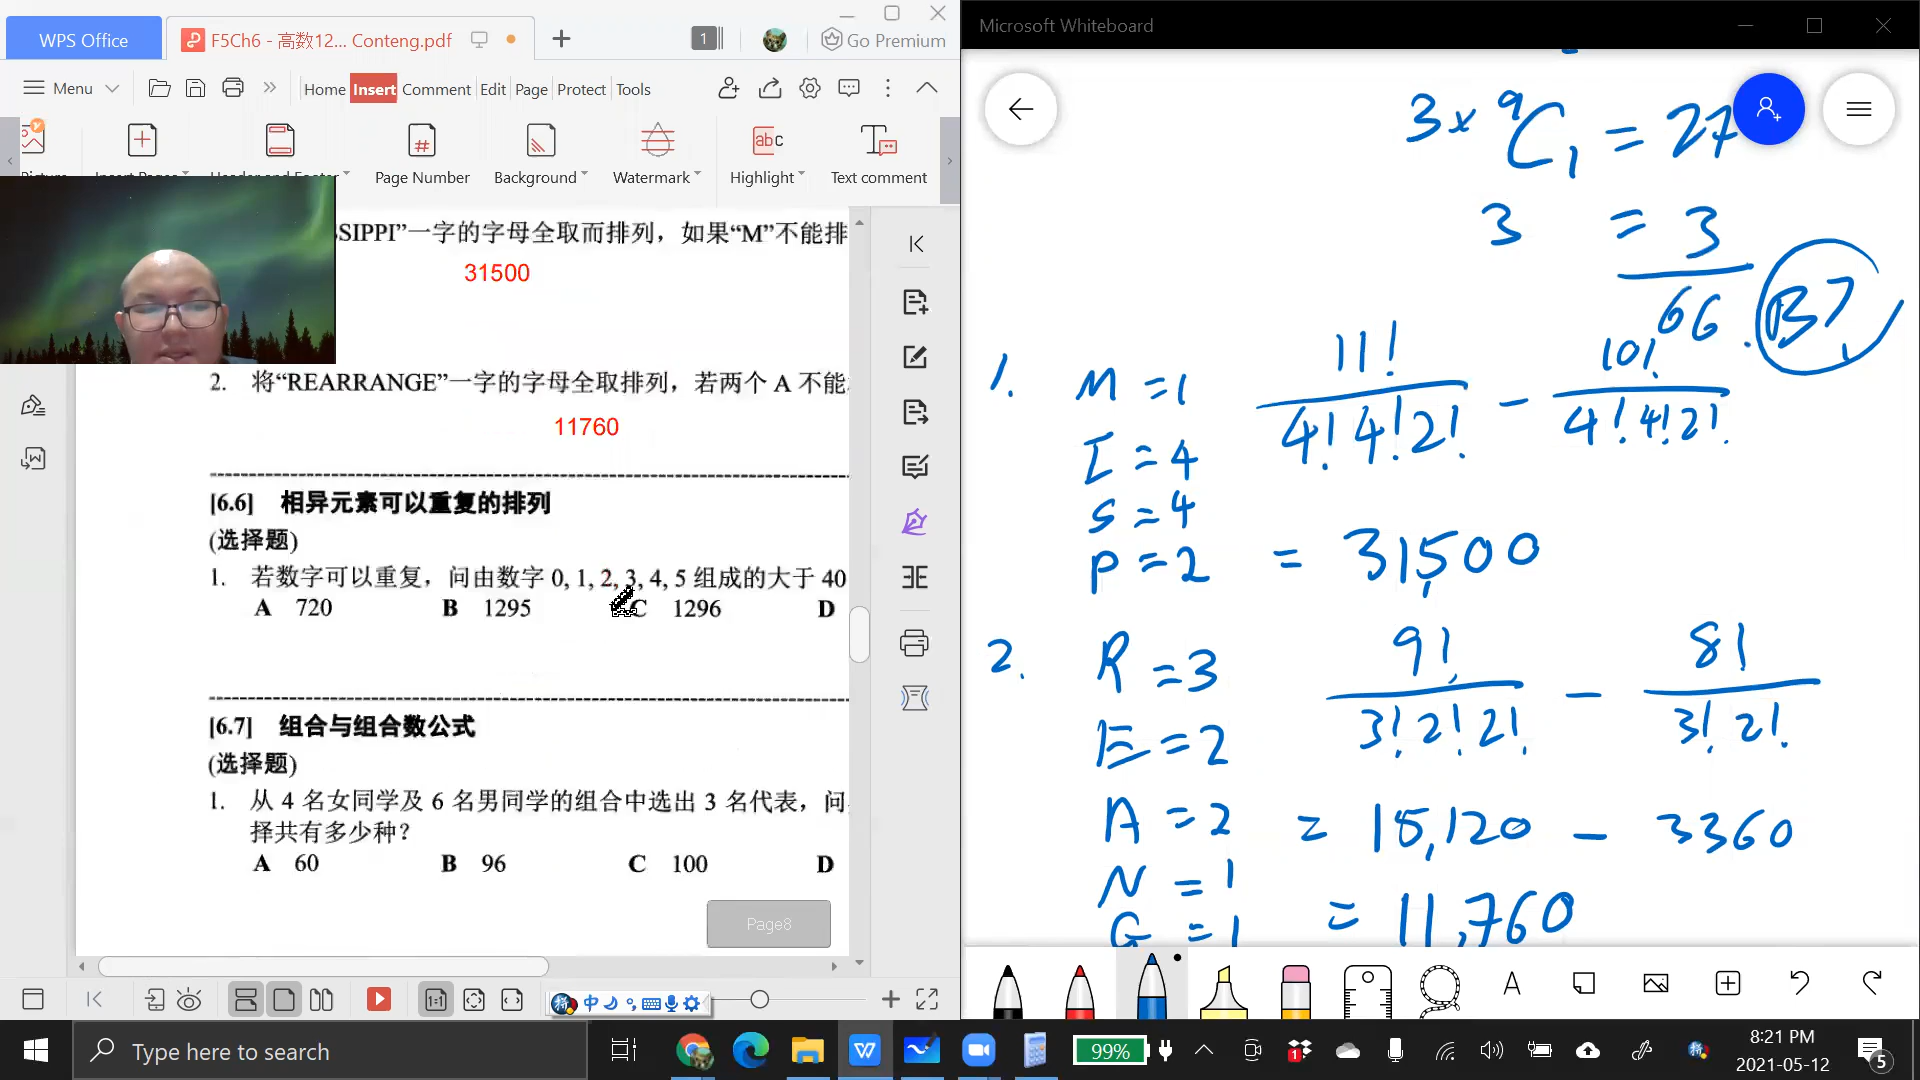 WPS Office
F5Ch6 - 高数12... Conteng.pdf
1
Go Premium
Menu
Home Insert Comment Edit Page Protect Tools
Page Number
Background
Watermark
Highlight
Text comment
SSIPPI”一字的字母全取而排列，如果“M”不能排
31500
2. 将“REARRANGE”一字的字母全取排列，若两个 A 不能
11760
[6.6] 相异元素可以重复的排列
(选择题)
1. 若数字可以重复，问由数字 0, 1, 2, 3, 4, 5 组成的大于 40
A 720 B 1295 C 1296 D
[6.7] 组合与组合数公式
(选择题)
1. 从 4 名女同学及 6 名男同学的组合中选出 3 名代表，问
择共有多少种？
A 60 B 96 C 100 D
Page8
中
Microsoft Whiteboard
3 × ⁹C₁ = 27
3 = 3
66
B7
1. M = 1
I = 4
S = 4
P = 2
11! / 4! 4! 2! − 10! / 4! 4! 2!
= 31,500
2. R = 3
E = 2
A = 2
N = 1
G = 1
9! / 3! 2! 2! − 8! / 3! 2!
= 15,120 − 3360
= 11,760
Type here to search
99%
1
8:21 PM
2021-05-12
5